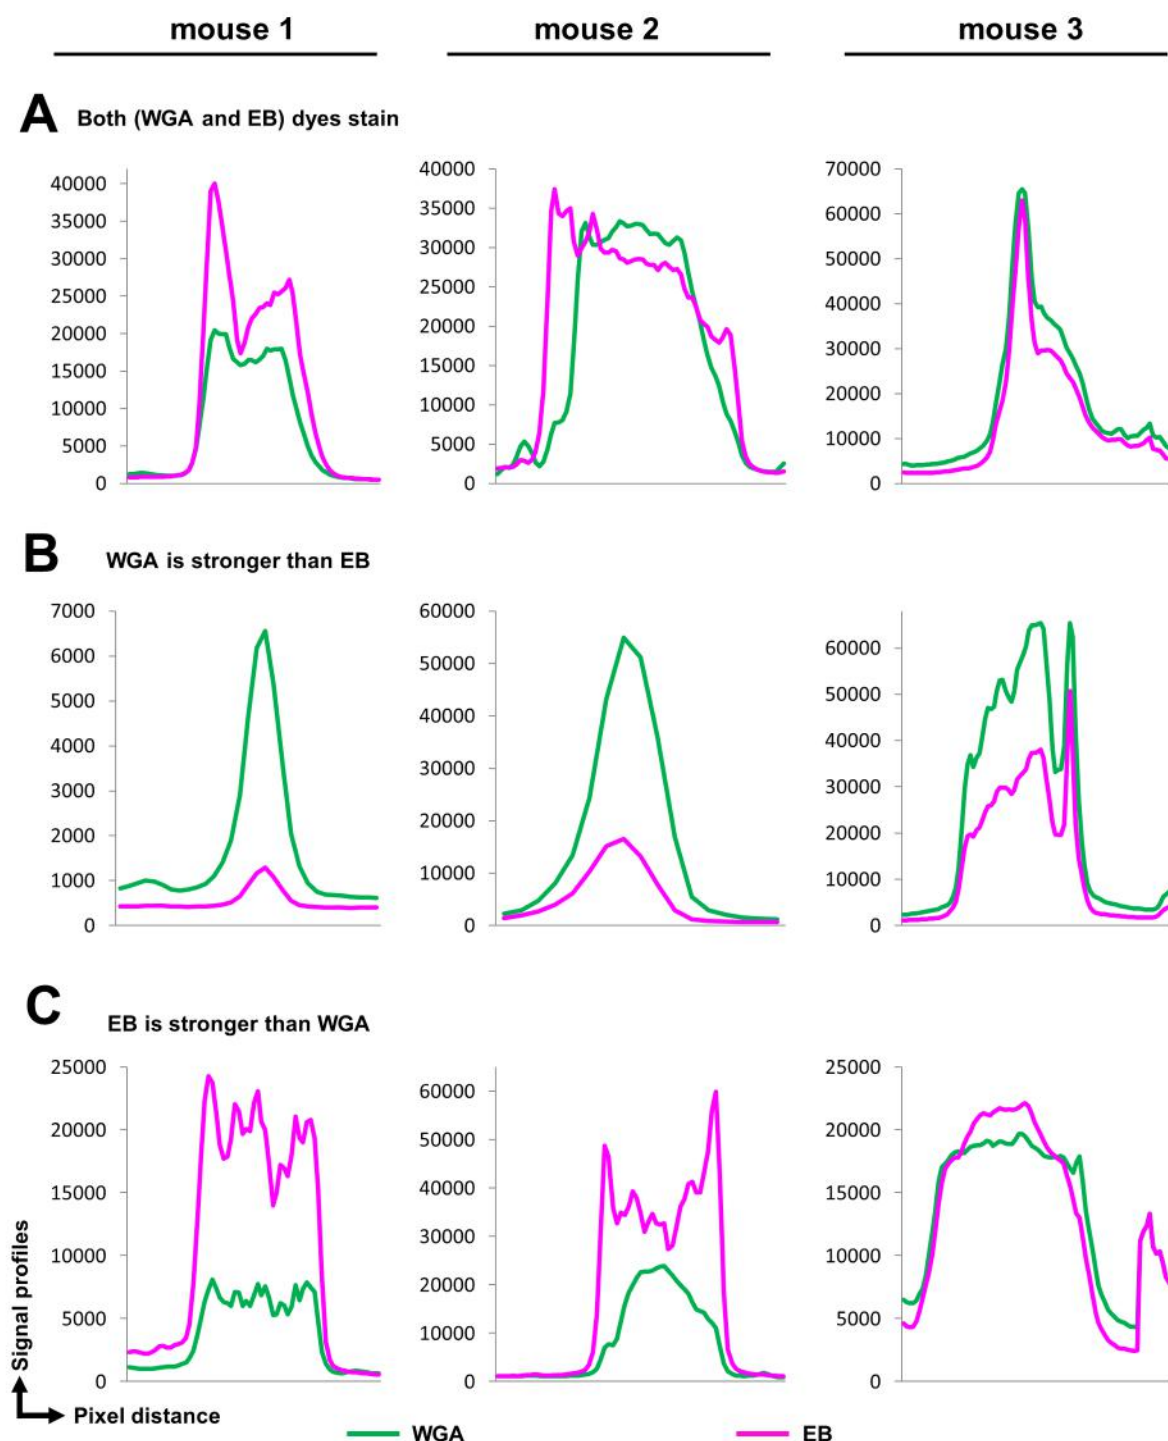 mouse 1 mouse 2 mouse 3
A Both (WGA and EB) dyes stain
40000 40000 70000
35000 35000 60000
30000 30000 50000
25000 25000 40000
20000 20000 30000
15000 15000 20000
10000 10000 10000
5000 5000 0
0 0
B WGA is stronger than EB
7000 60000 60000
6000 50000 50000
5000 40000 40000
4000 30000 30000
3000 20000 20000
2000 10000 10000
1000 0 0
0
C EB is stronger than WGA
25000 60000 25000
20000 50000 20000
15000 40000 15000
10000 30000 10000
5000 20000 5000
0 10000 0
0
Signal profiles
Pixel distance
WGA EB